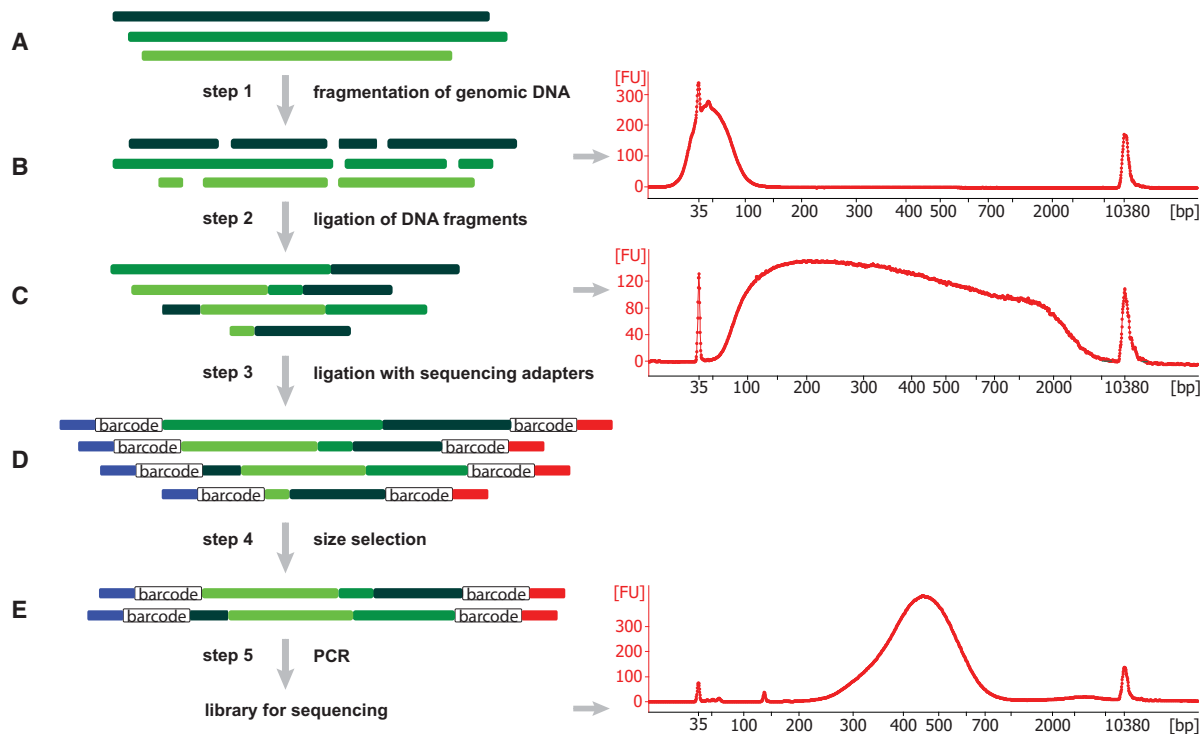 A
step 1 fragmentation of genomic DNA
B
step 2 ligation of DNA fragments
C
step 3 ligation with sequencing adapters
barcode barcode
D
barcode barcode
barcode barcode
barcode barcode
step 4 size selection
E
barcode barcode
barcode barcode
step 5 PCR
library for sequencing
[FU]
300
200
100
0
35 100 200 300 400 500 700 2000 10380 [bp]
[FU]
120
80
40
0
35 100 200 300 400 500 700 2000 10380 [bp]
[FU]
300
200
100
0
35 100 200 300 400 500 700 2000 10380 [bp]